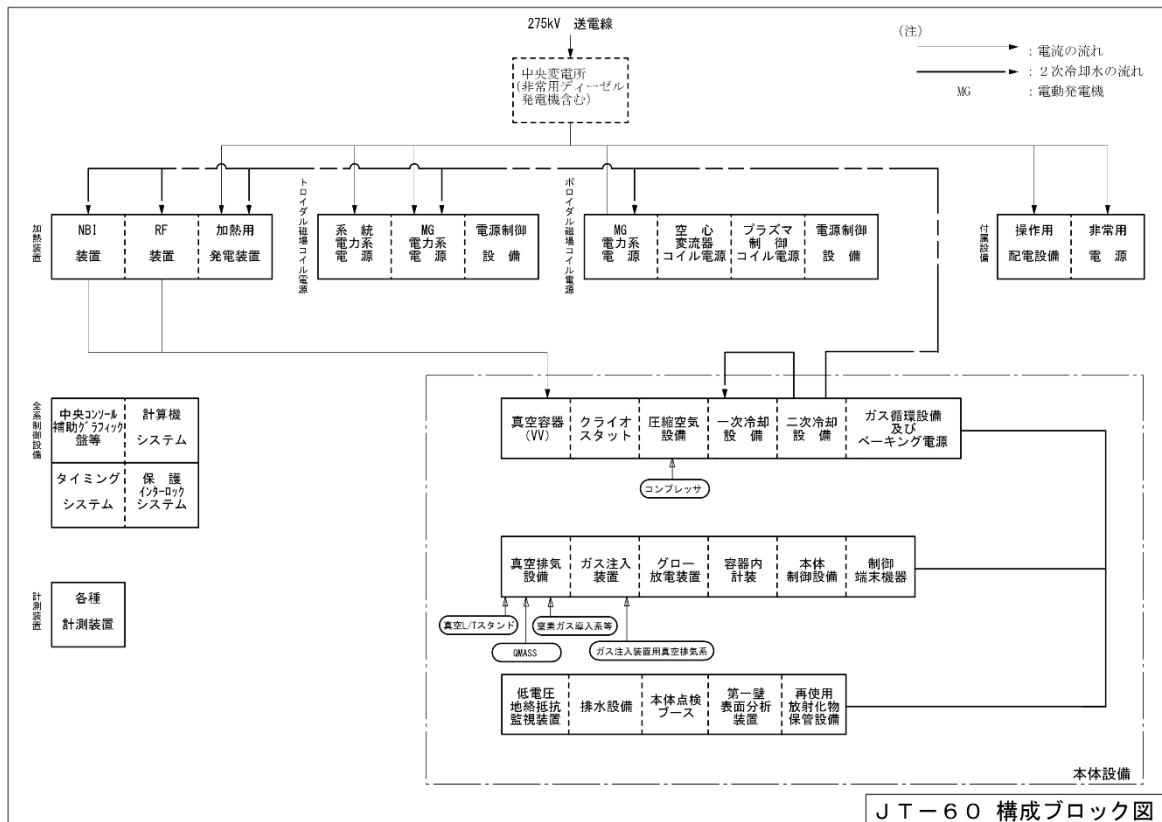 275kV 送電線
中央変電所
(非常用ディーゼル
発電機含む)
(注)
：電流の流れ
：２次冷却水の流れ
MG ：電動発電機
加熱装置
NBI
装置
RF
装置
加熱用
発電装置
トロイダル磁場コイル電源
系統
電力系
電源
MG
電力系
電源
電源制御
設備
ポロイダル磁場コイル電源
MG
電力系
電源
空心
変流器
コイル電源
プラズマ
制御
コイル電源
電源制御
設備
付属設備
操作用
配電設備
非常用
電源
全系制御設備
中央コンソール
補助グラフィック
盤等
計算機
システム
タイミング
システム
保護
インターロック
システム
真空容器
(VV)
クライオ
スタット
圧縮空気
設備
一次冷却
設備
二次冷却
設備
ガス循環設備
及び
ベーキング電源
コンプレッサ
計測装置
各種
計測装置
真空排気
設備
ガス注入
装置
グロー
放電装置
容器内
計装
本体
制御設備
制御
端末機器
真空L/Tスタンド
窒素ガス導入系等
QMASS
ガス注入装置用真空排気系
低電圧
地絡抵抗
監視装置
排水設備
本体点検
ブース
第一壁
表面分析
装置
再使用
放射化物
保管設備
本体設備
ＪＴ－６０ 構成ブロック図